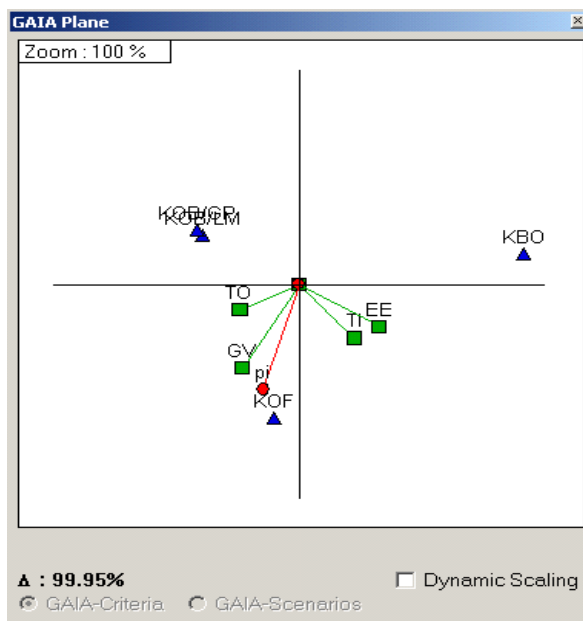 GAIA Plane
Zoom : 100 %
KOB/GP
KOB/LM
KBO
TO
EE
TI
GV
pi
KOF
Δ : 99.95%
Dynamic Scaling
GAIA-Criteria
GAIA-Scenarios